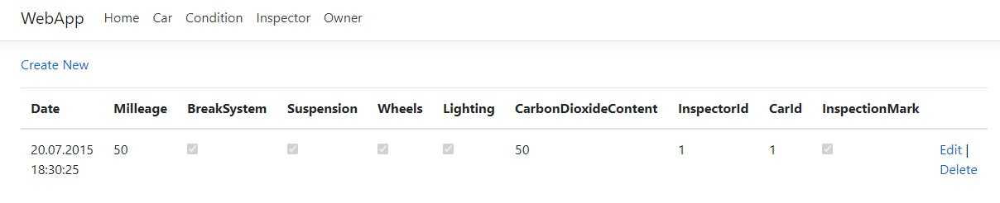 WebApp Home Car Condition Inspector Owner
Create New
Date Milleage BreakSystem Suspension Wheels Lighting CarbonDioxideContent InspectorId CarId InspectionMark
20.07.2015 50 50 1 1 Edit |
18:30:25 Delete